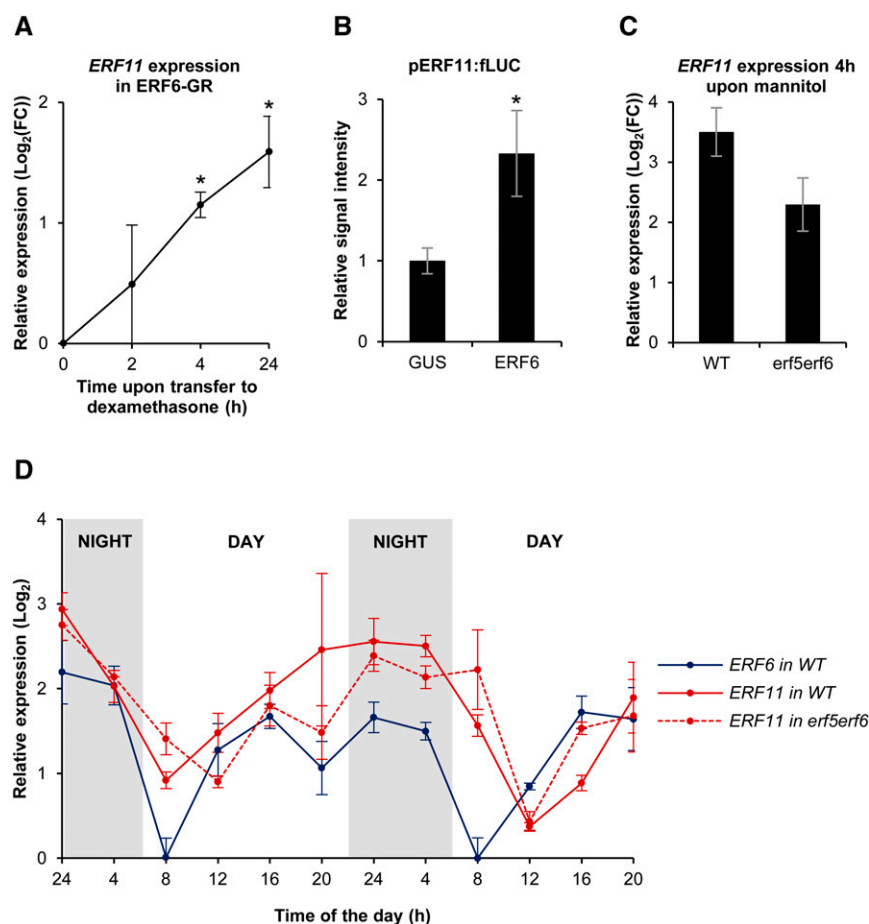 A
ERF11 expression
in ERF6-GR
Relative expression (Log2(FC))
2
1
0
*
*
0 2 4 24
Time upon transfer to
dexamethasone (h)
B
pERF11:fLUC
Relative signal intensity
3
2
1
0
*
GUS ERF6
C
ERF11 expression 4h
upon mannitol
Relative expression (Log2(FC))
4
3
2
1
0
WT erf5erf6
D
Relative expression (Log2)
4
3
2
1
0
NIGHT DAY NIGHT DAY
24 4 8 12 16 20 24 4 8 12 16 20
Time of the day (h)
ERF6 in WT
ERF11 in WT
ERF11 in erf5erf6